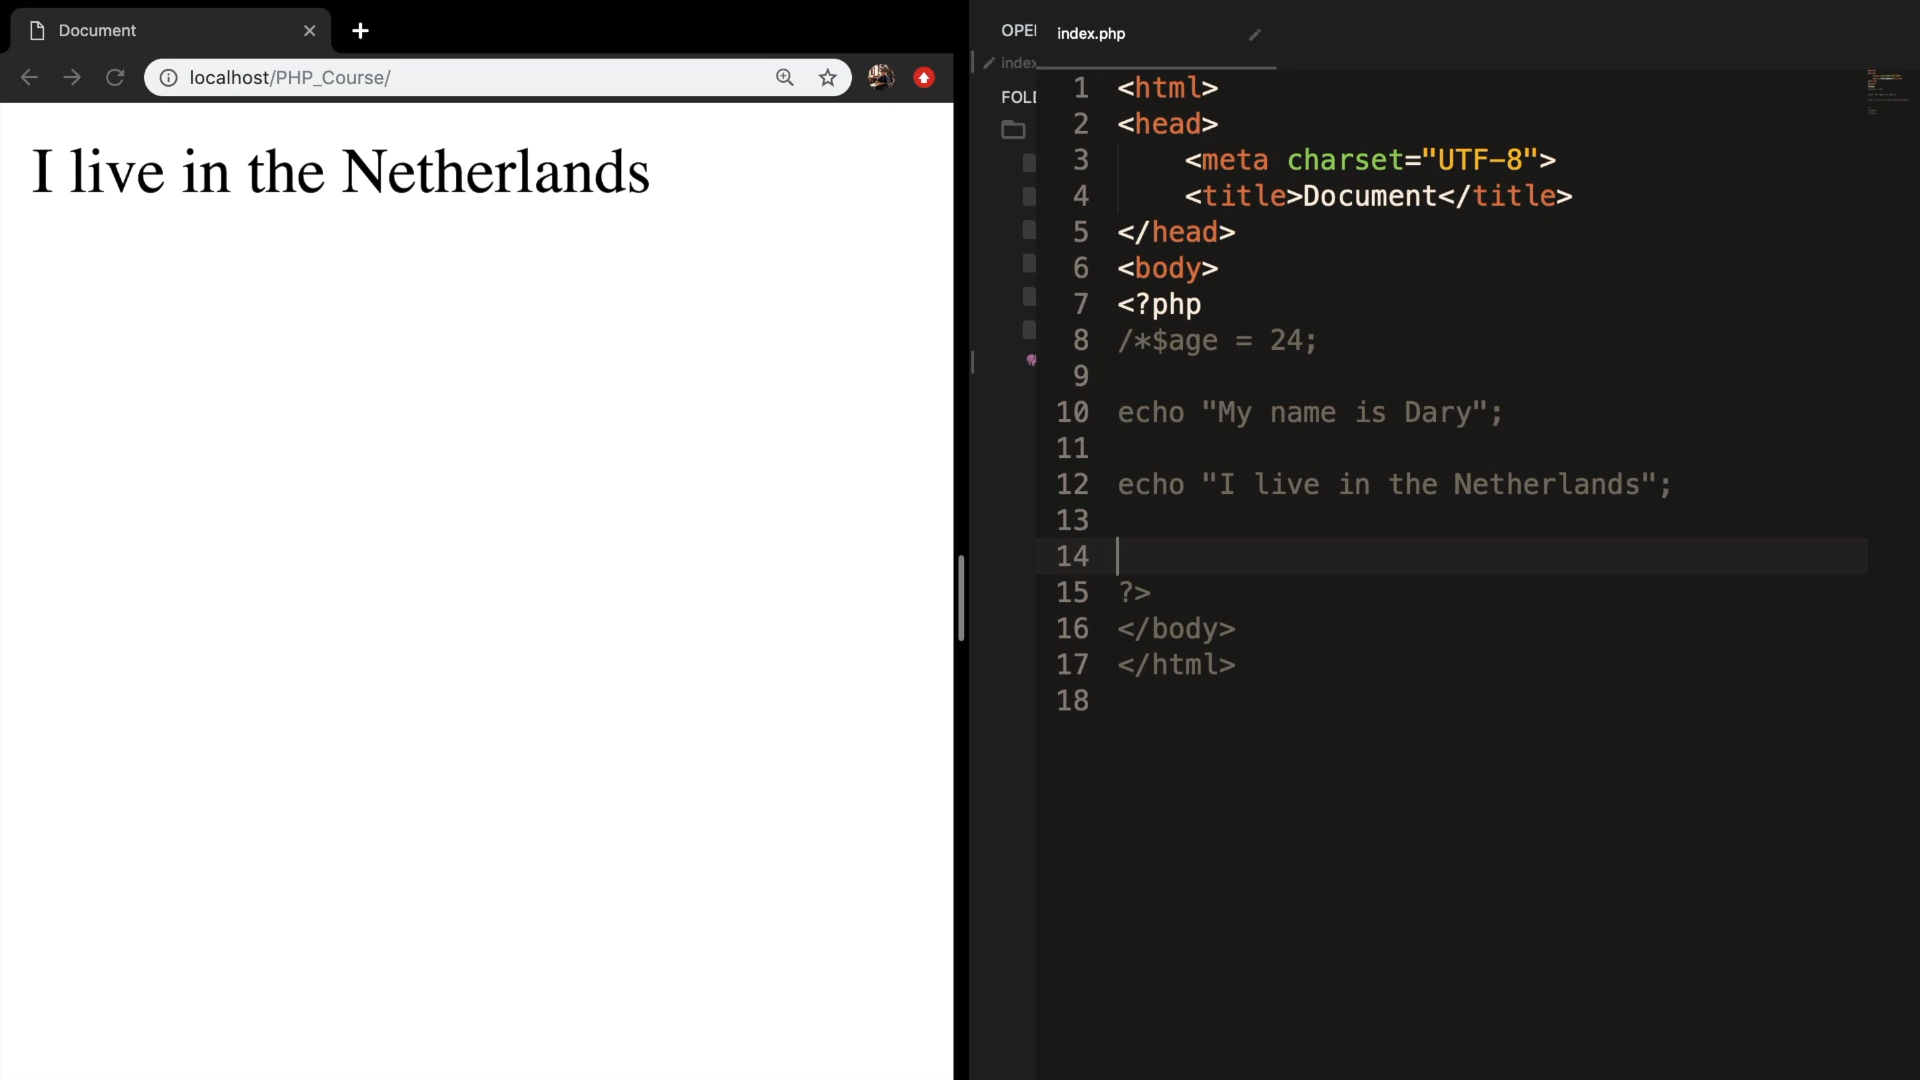 Document
localhost/PHP_Course/
I live in the Netherlands
OPE
index
FOL
index.php
1 <html>
2 <head>
3 <meta charset="UTF-8">
4 <title>Document</title>
5 </head>
6 <body>
7 <?php
8 /*$age = 24;
9
10 echo "My name is Dary";
11
12 echo "I live in the Netherlands";
13
14
15 ?>
16 </body>
17 </html>
18